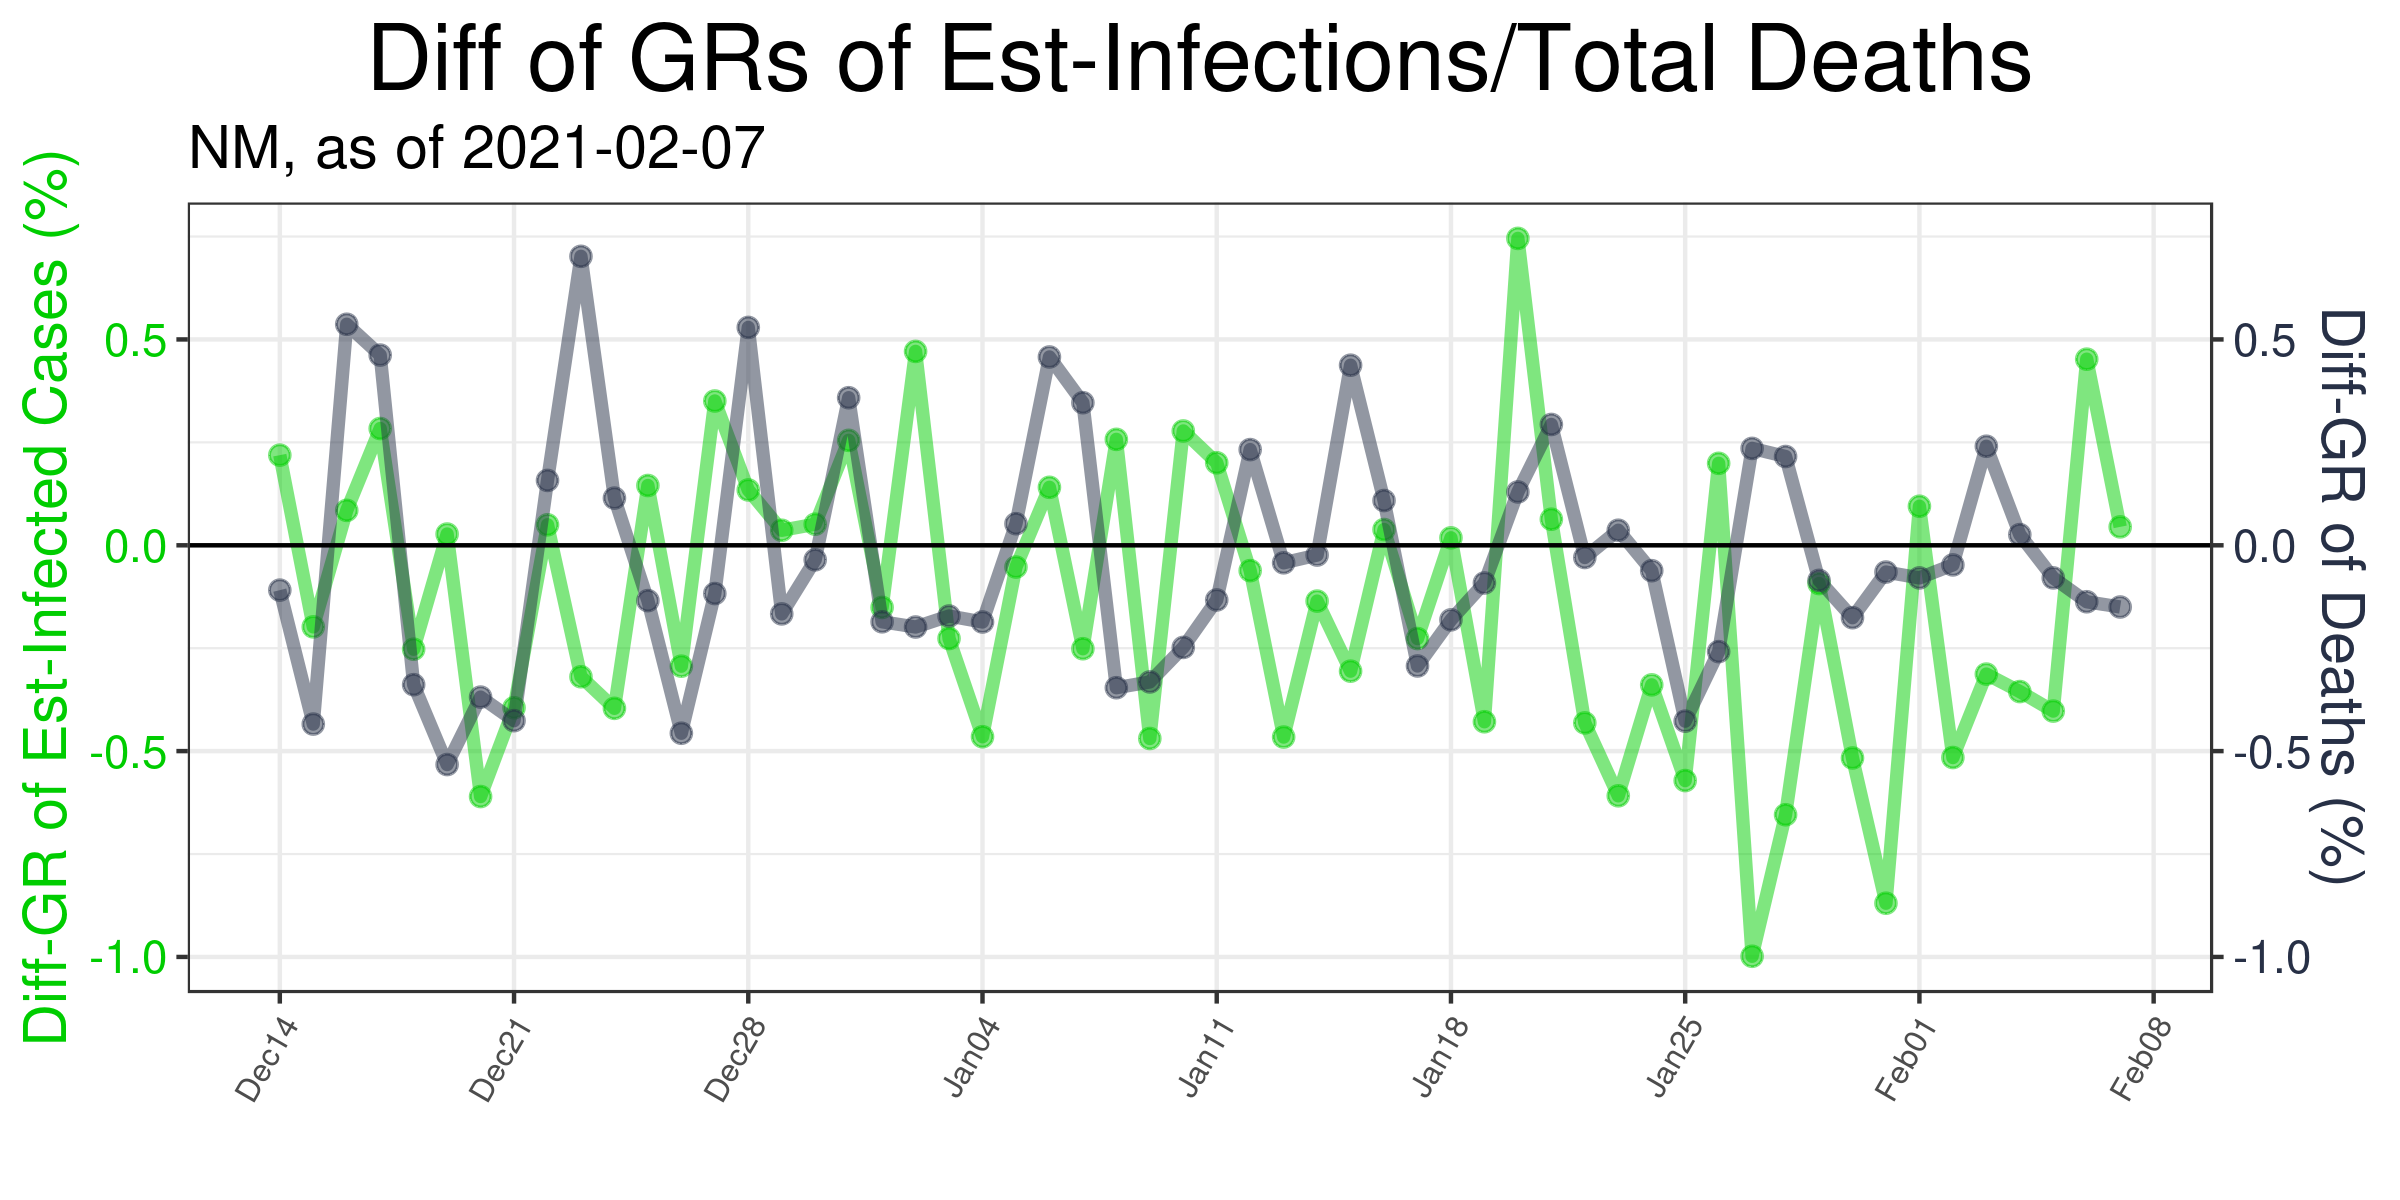 Diff of GRs of Est-Infections/Total Deaths
NM, as of 2021-02-07
Diff-GR of Est-Infected Cases (%)
0.5
0.0
-0.5
-1.0
0.5
0.0
-0.5
-1.0
Diff-GR of Deaths (%)
Dec14
Dec21
Dec28
Jan04
Jan11
Jan18
Jan25
Feb01
Feb08